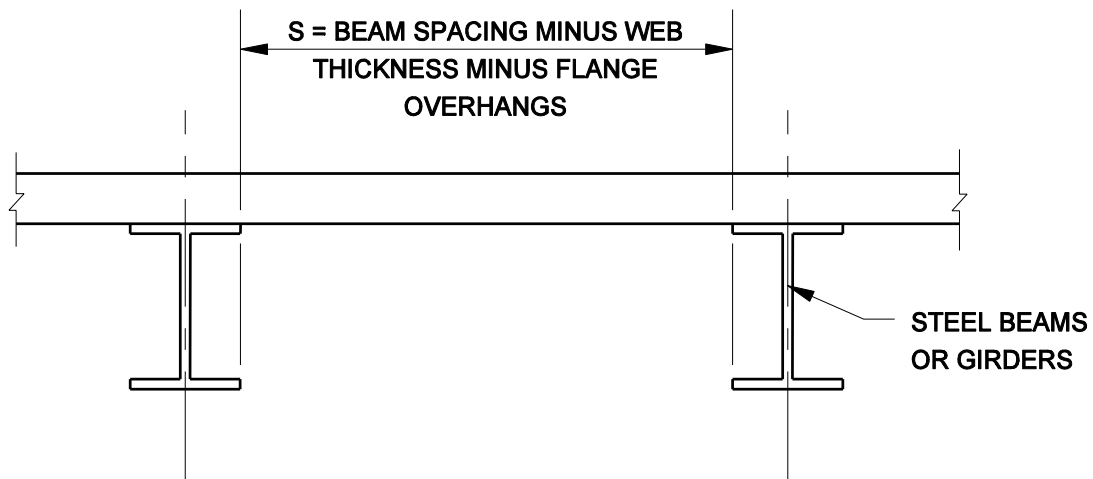 S = BEAM SPACING MINUS WEB
THICKNESS MINUS FLANGE
OVERHANGS
STEEL BEAMS
OR GIRDERS